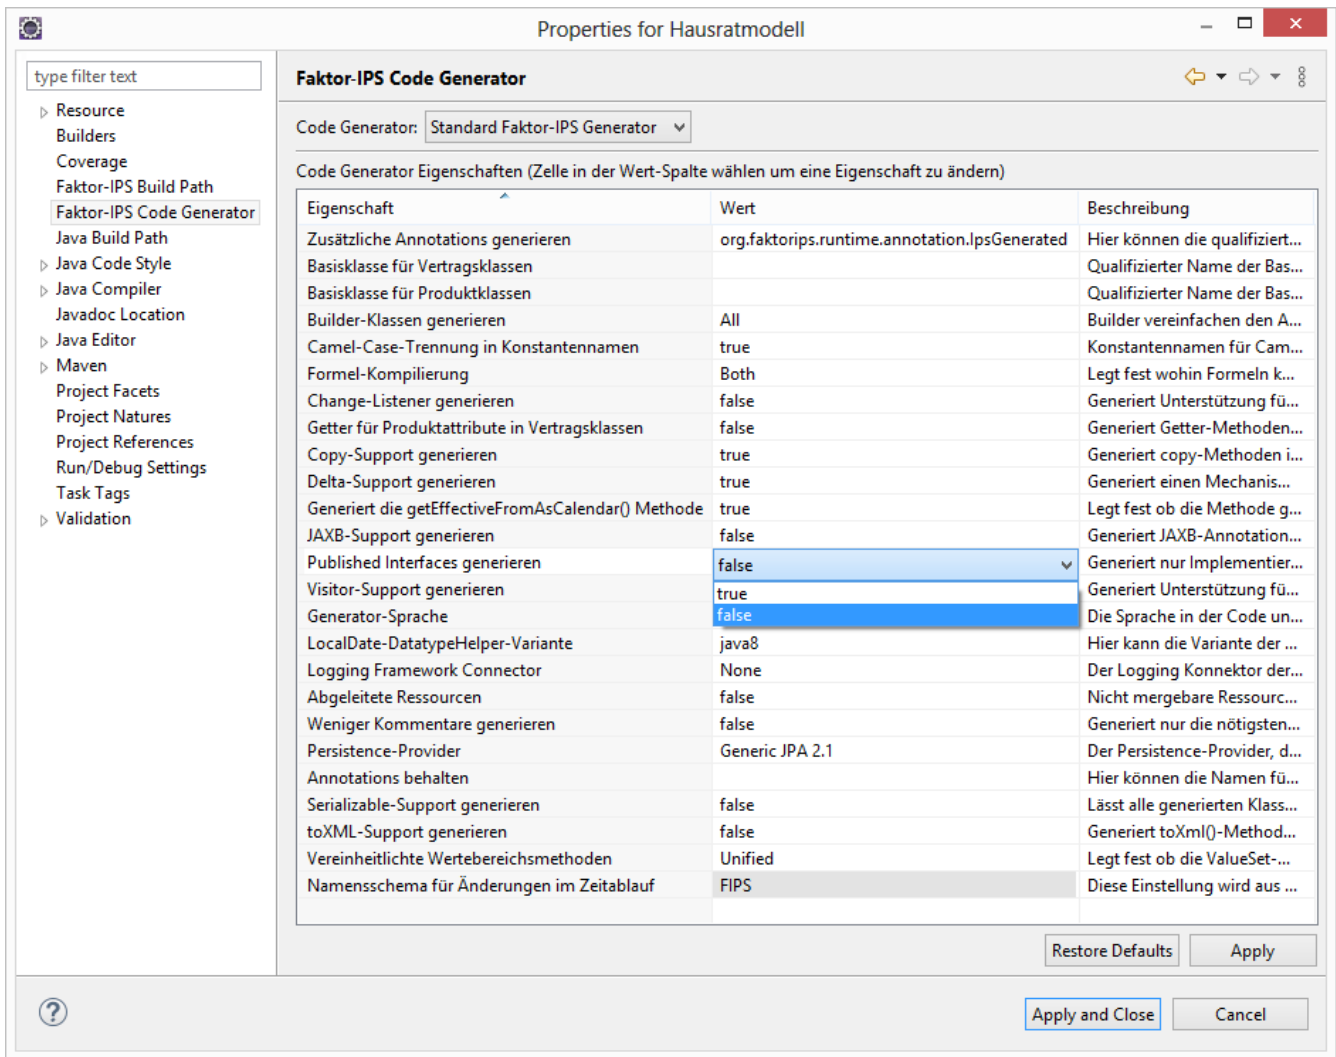 Properties for Hausratmodell
type filter text
Resource
Builders
Coverage
Faktor-IPS Build Path
Faktor-IPS Code Generator
Java Build Path
Java Code Style
Java Compiler
Javadoc Location
Java Editor
Maven
Project Facets
Project Natures
Project References
Run/Debug Settings
Task Tags
Validation
Faktor-IPS Code Generator
Code Generator: Standard Faktor-IPS Generator
Code Generator Eigenschaften (Zelle in der Wert-Spalte wählen um eine Eigenschaft zu ändern)
Eigenschaft Wert Beschreibung
Zusätzliche Annotations generieren org.faktorips.runtime.annotation.IpsGenerated Hier können die qualifiziert...
Basisklasse für Vertragsklassen Qualifizierter Name der Bas...
Basisklasse für Produktklassen Qualifizierter Name der Bas...
Builder-Klassen generieren All Builder vereinfachen den A...
Camel-Case-Trennung in Konstantennamen true Konstantennamen für Cam...
Formel-Kompilierung Both Legt fest wohin Formeln k...
Change-Listener generieren false Generiert Unterstützung fü...
Getter für Produktattribute in Vertragsklassen false Generiert Getter-Methoden...
Copy-Support generieren true Generiert copy-Methoden i...
Delta-Support generieren true Generiert einen Mechanis...
Generiert die getEffectiveFromAsCalendar() Methode true Legt fest ob die Methode g...
JAXB-Support generieren false Generiert JAXB-Annotation...
Published Interfaces generieren false Generiert nur Implementier...
Visitor-Support generieren true Generiert Unterstützung fü...
Generator-Sprache false Die Sprache in der Code un...
LocalDate-DatatypeHelper-Variante java8 Hier kann die Variante der ...
Logging Framework Connector None Der Logging Konnektor der...
Abgeleitete Ressourcen false Nicht mergebare Ressourc...
Weniger Kommentare generieren false Generiert nur die nötigsten...
Persistence-Provider Generic JPA 2.1 Der Persistence-Provider, d...
Annotations behalten Hier können die Namen fü...
Serializable-Support generieren false Lässt alle generierten Klass...
toXML-Support generieren false Generiert toXml()-Method...
Vereinheitlichte Wertebereichsmethoden Unified Legt fest ob die ValueSet-...
Namensschema für Änderungen im Zeitablauf FIPS Diese Einstellung wird aus ...
Restore Defaults Apply
? Apply and Close Cancel